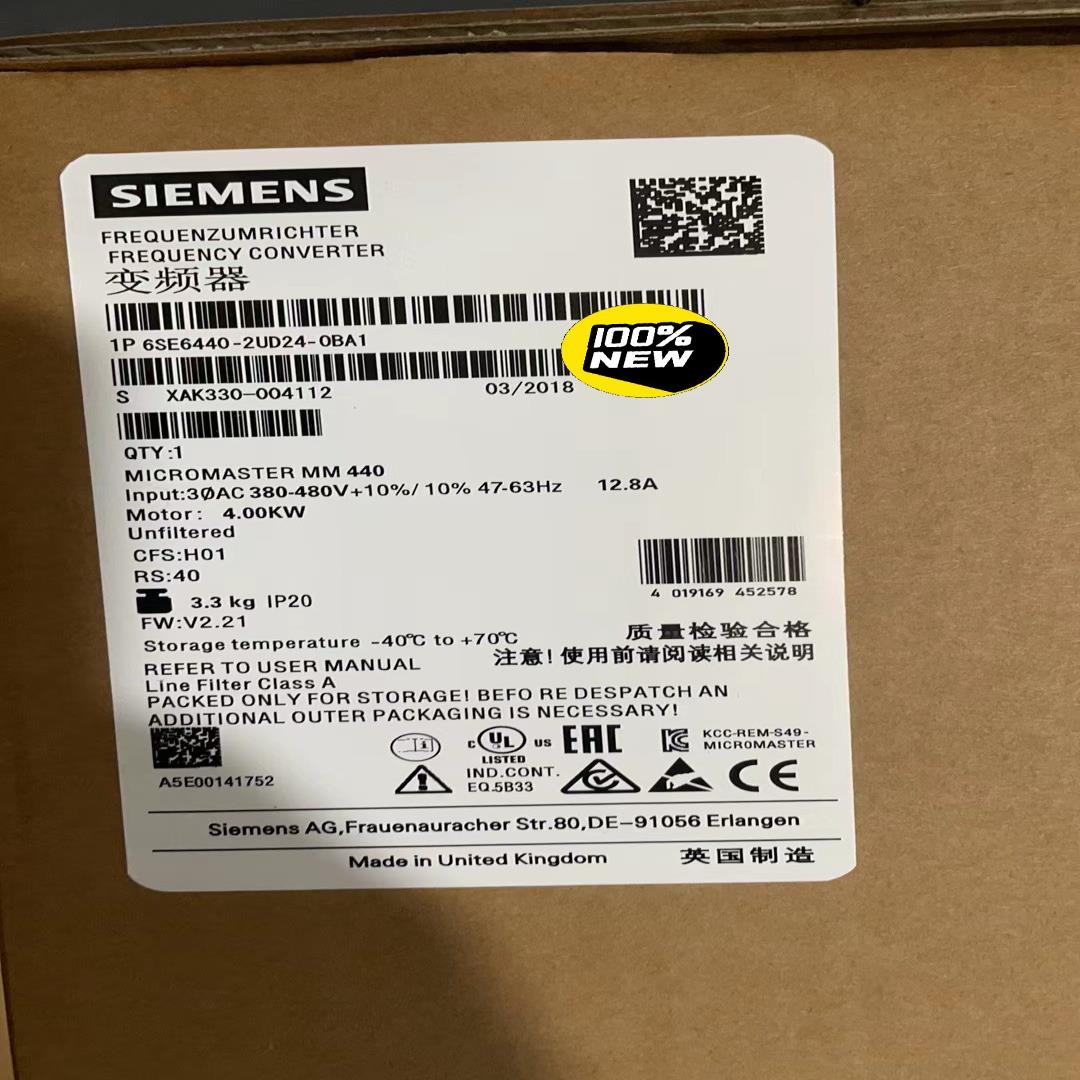 SIEMENS
FREQUENZUMRICHTER
FREQUENCY CONVERTER
变频器
1P 6SE6440-2UD24-0BA1
100%
NEW
S XAK330-004112 03/2018
QTY:1
MICROMASTER MM 440
Input:3ØAC 380-480V+10%/ 10% 47-63Hz 12.8A
Motor: 4.00KW
Unfiltered
CFS:H01
RS:40
4 019169 452578
3.3 kg IP20
FW:V2.21
Storage temperature -40℃ to +70℃
质量检验合格
注意!使用前请阅读相关说明
REFER TO USER MANUAL
Line Filter Class A
PACKED ONLY FOR STORAGE! BEFO RE DESPATCH AN
ADDITIONAL OUTER PACKAGING IS NECESSARY!
A5E00141752
c UL US
LISTED
IND.CONT.
EQ.5B33
EAC
KCC-REM-S49-
MICROMASTER
CE
Siemens AG,Frauenauracher Str.80,DE-91056 Erlangen
Made in United Kingdom 英国制造